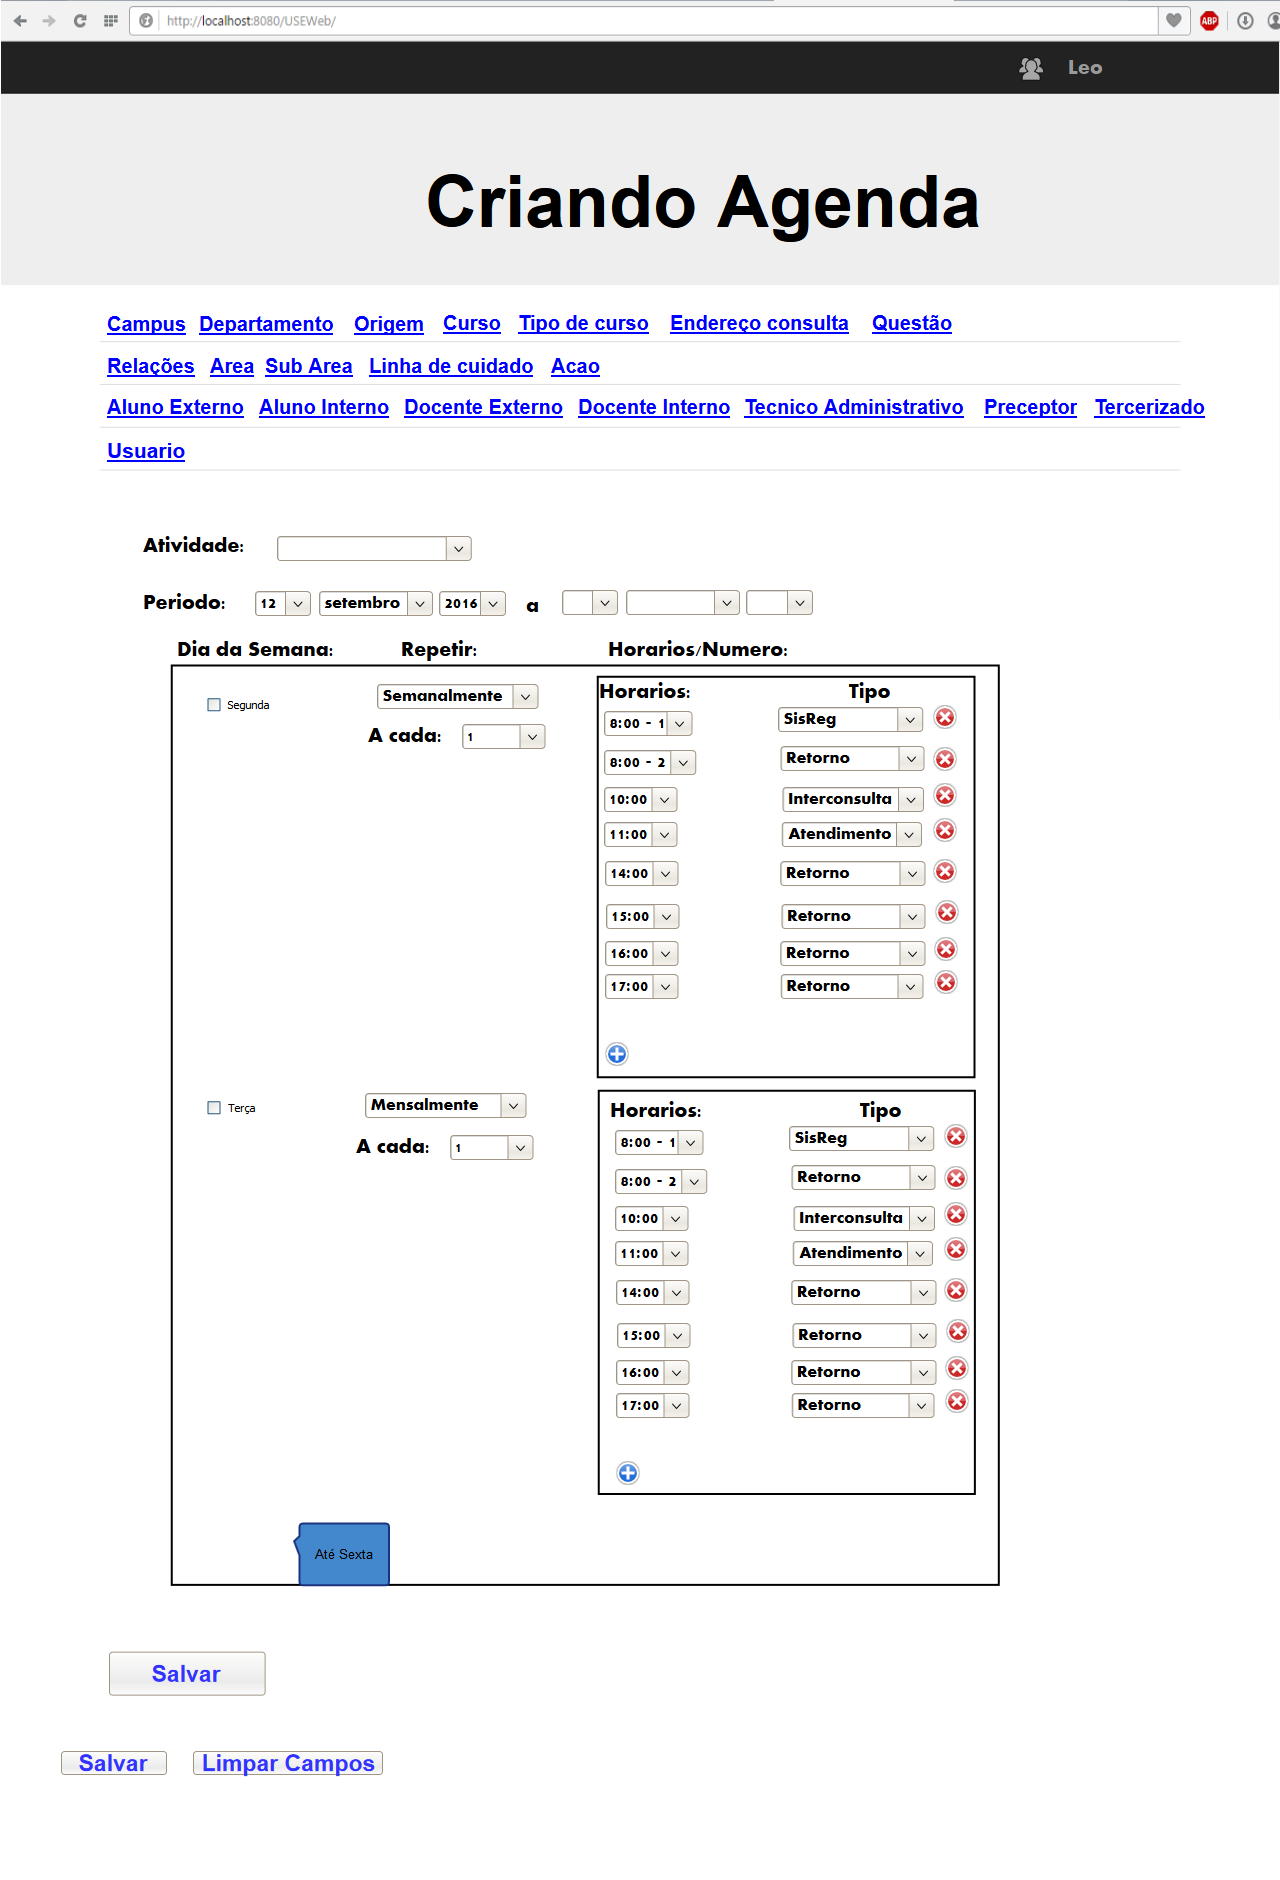 http://localhost:8080/USEWeb/
ABP
Leo
Criando Agenda
Campus Departamento Origem Curso Tipo de curso Endereço consulta Questão
Relações Area Sub Area Linha de cuidado Acao
Aluno Externo Aluno Interno Docente Externo Docente Interno Tecnico Administrativo Preceptor Tercerizado
Usuario
Atividade:
Periodo: 12 setembro 2016 a
Dia da Semana: Repetir: Horarios/Numero:
Segunda Semanalmente Horarios: Tipo
A cada: 1 8:00 - 1 SisReg
8:00 - 2 Retorno
10:00 Interconsulta
11:00 Atendimento
14:00 Retorno
15:00 Retorno
16:00 Retorno
17:00 Retorno
Terça Mensalmente Horarios: Tipo
A cada: 1 8:00 - 1 SisReg
8:00 - 2 Retorno
10:00 Interconsulta
11:00 Atendimento
14:00 Retorno
15:00 Retorno
16:00 Retorno
17:00 Retorno
Até Sexta
Salvar
Salvar Limpar Campos